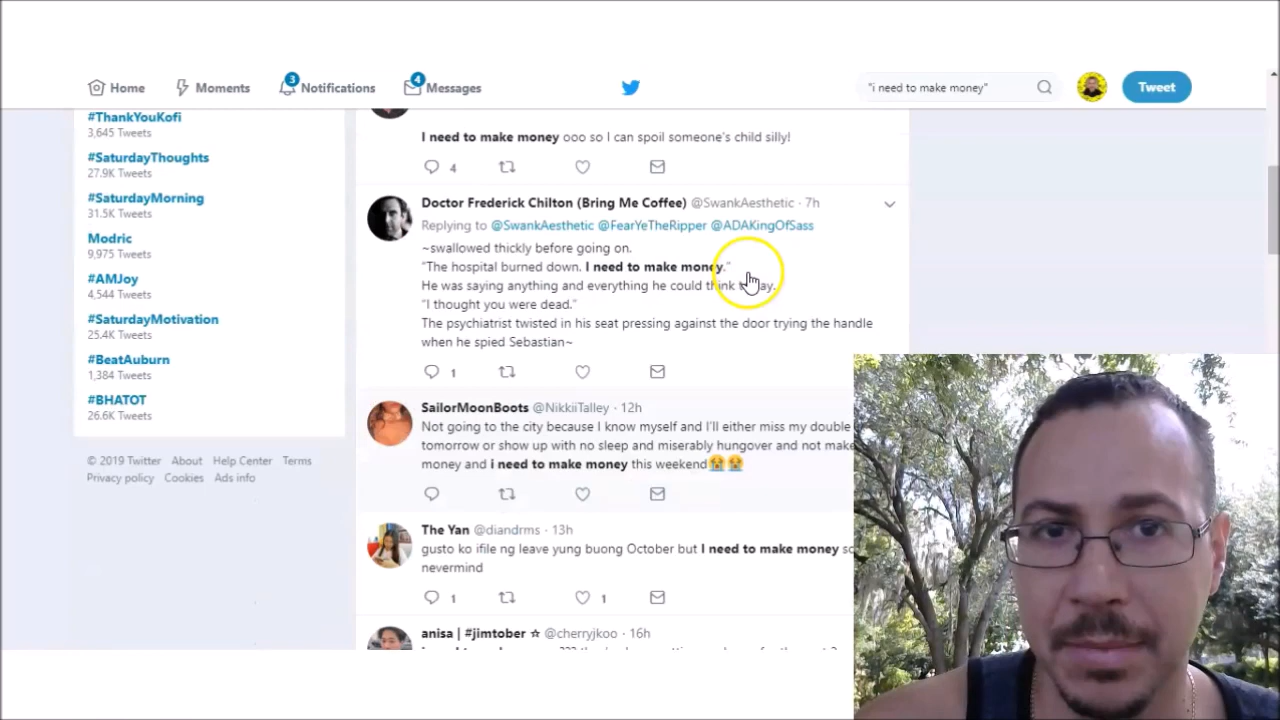 Home Moments 3 Notifications 4 Messages "i need to make money" Tweet
#ThankYouKofi
3,645 Tweets
#SaturdayThoughts
27.9K Tweets
#SaturdayMorning
31.5K Tweets
Modric
9,975 Tweets
#AMJoy
4,544 Tweets
#SaturdayMotivation
25.4K Tweets
#BeatAuburn
1,384 Tweets
#BHATOT
26.6K Tweets
© 2019 Twitter About Help Center Terms
Privacy policy Cookies Ads info
I need to make money ooo so I can spoil someone's child silly!
4
Doctor Frederick Chilton (Bring Me Coffee) @SwankAesthetic · 7h
Replying to @SwankAesthetic @FearYeTheRipper @ADAKingOfSass
~swallowed thickly before going on.
"The hospital burned down. I need to make money."
He was saying anything and everything he could think
"I thought you were dead."
The psychiatrist twisted in his seat pressing against the door trying the handle
when he spied Sebastian~
1
SailorMoonBoots @NikkiiTalley · 12h
Not going to the city because I know myself and I'll either miss my double
tomorrow or show up with no sleep and miserably hungover and not make
money and i need to make money this weekend😭😭
The Yan @diandrms · 13h
gusto ko ifile ng leave yung buong October but I need to make money
nevermind
1 1
anisa | #jimtober ☆ @cherryjkoo · 16h